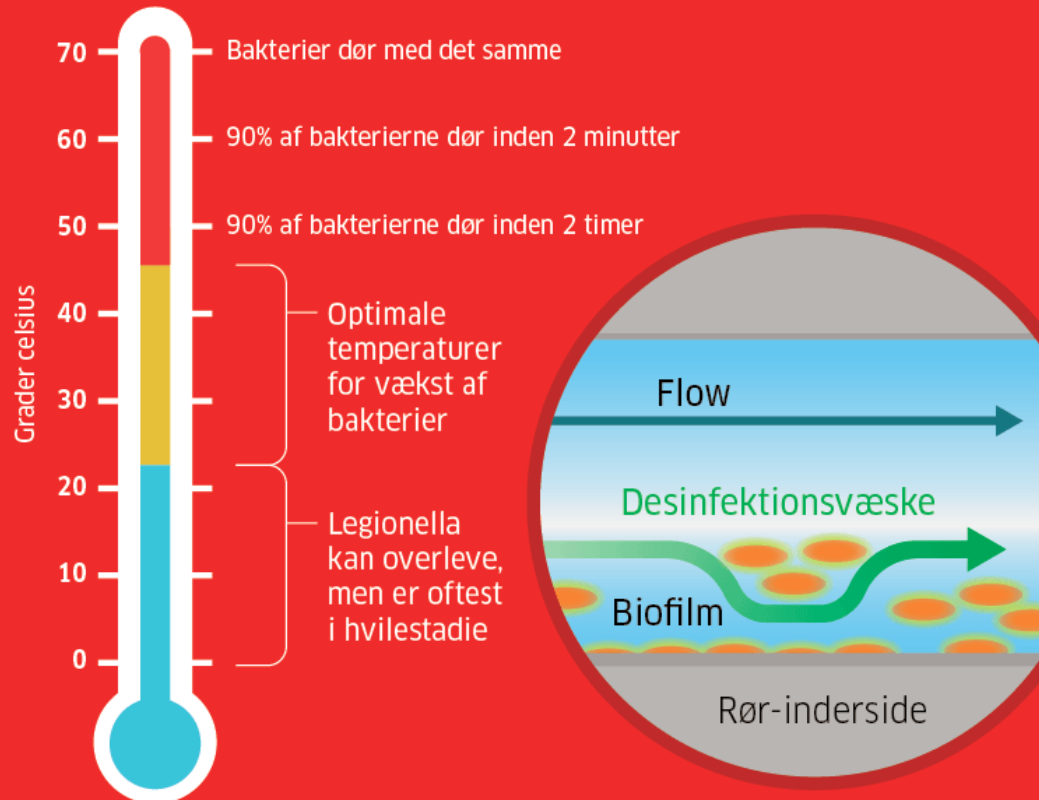 70
Bakterier dør med det samme
60
90% af bakterierne dør inden 2 minutter
50
90% af bakterierne dør inden 2 timer
40
30
20
10
0
Grader celsius
Optimale
temperaturer
for vækst af
bakterier
Legionella
kan overleve,
men er oftest
i hvilestadie
Flow
Desinfektionsvæske
Biofilm
Rør-inderside